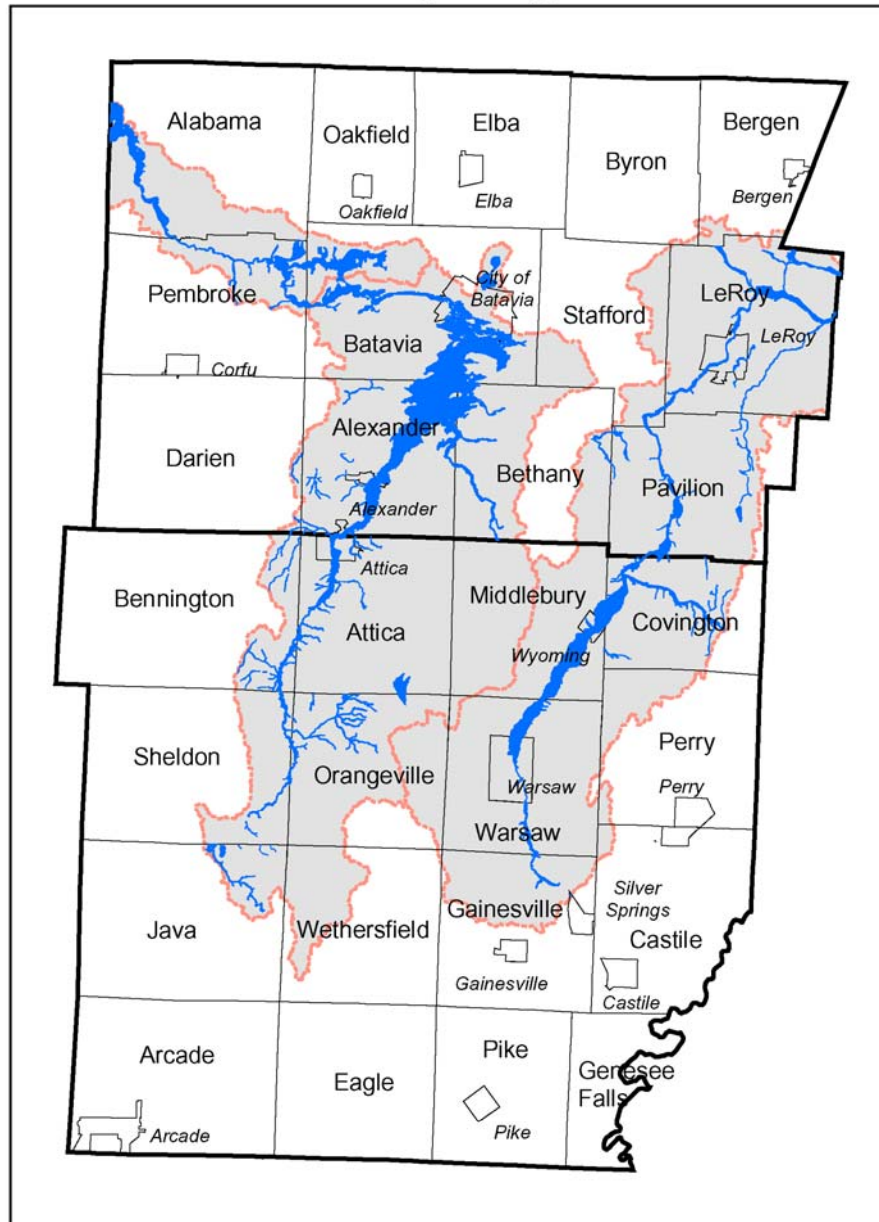 Alabama
Oakfield
Elba
Byron
Bergen
Oakfield
Elba
Bergen
Pembroke
City of
Batavia
Stafford
LeRoy
LeRoy
Batavia
Corfu
Alexander
Darien
Bethany
Pavilion
Alexander
Attica
Bennington
Middlebury
Covington
Attica
Wyoming
Sheldon
Orangeville
Perry
Warsaw
Perry
Warsaw
Silver
Springs
Gainesville
Java
Wethersfield
Castile
Gainesville
Castile
Arcade
Eagle
Pike
Genesee
Falls
Arcade
Pike